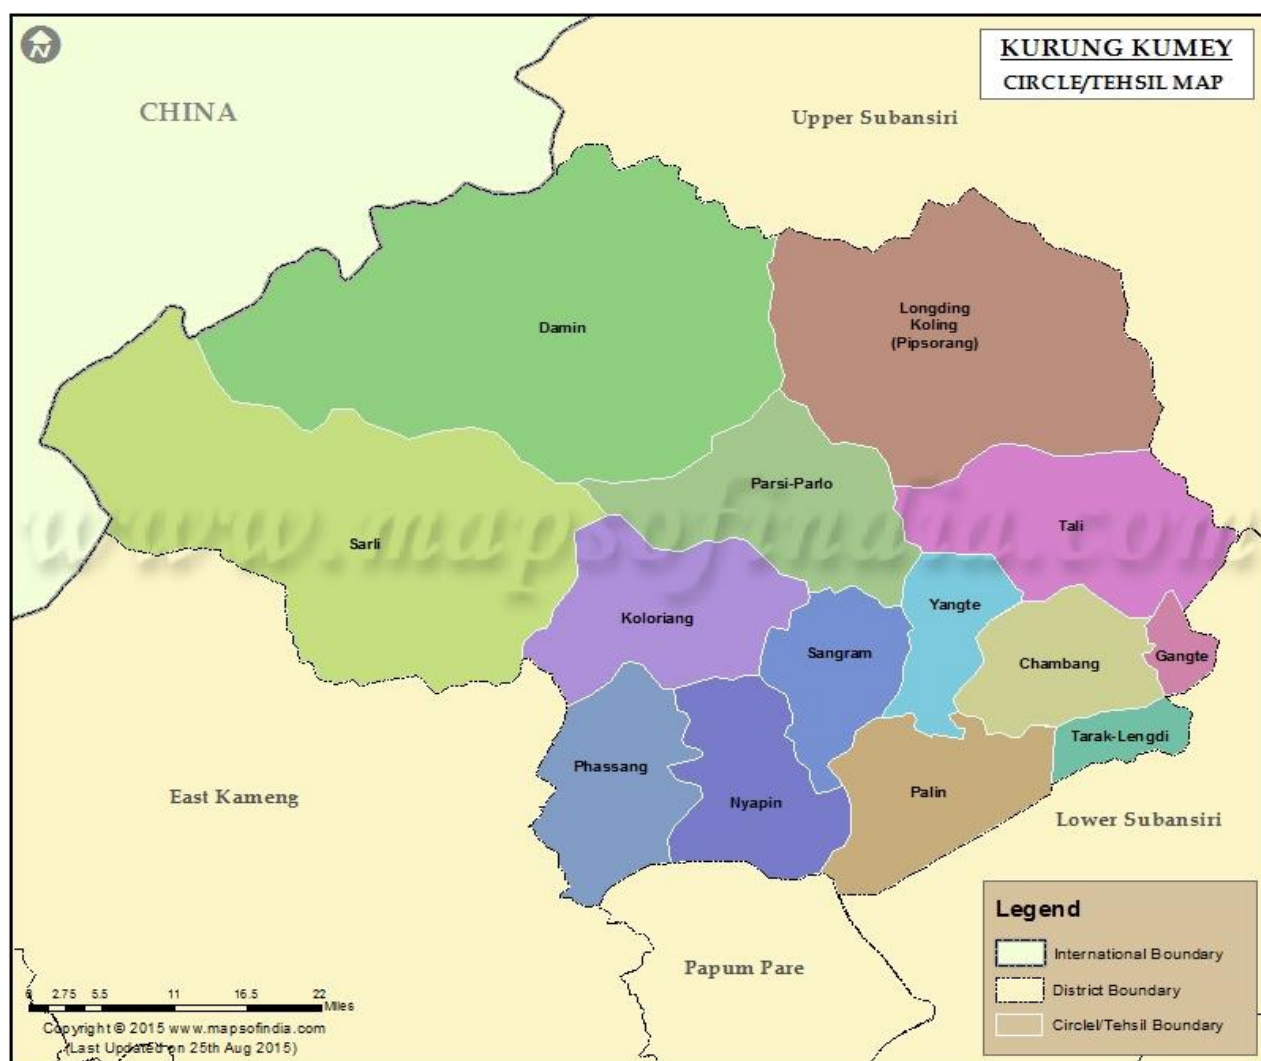 N
KURUNG KUMEY
CIRCLE/TEHSIL MAP
CHINA
Upper Subansiri
Longding
Koling
(Pipsorang)
Damin
Parsi-Parlo
Tali
www.mapsofindia.com
Sarli
Yangte
Koloriang
Sangram
Chambang
Gangte
Tarak-Lengdi
Phassang
Nyapin
Palin
East Kameng
Lower Subansiri
Papum Pare
Legend
International Boundary
District Boundary
Circlel/Tehsil Boundary
0 2.75 5.5 11 16.5 22
Miles
Copyright © 2015 www.mapsofindia.com
(Last Updated on 25th Aug 2015)